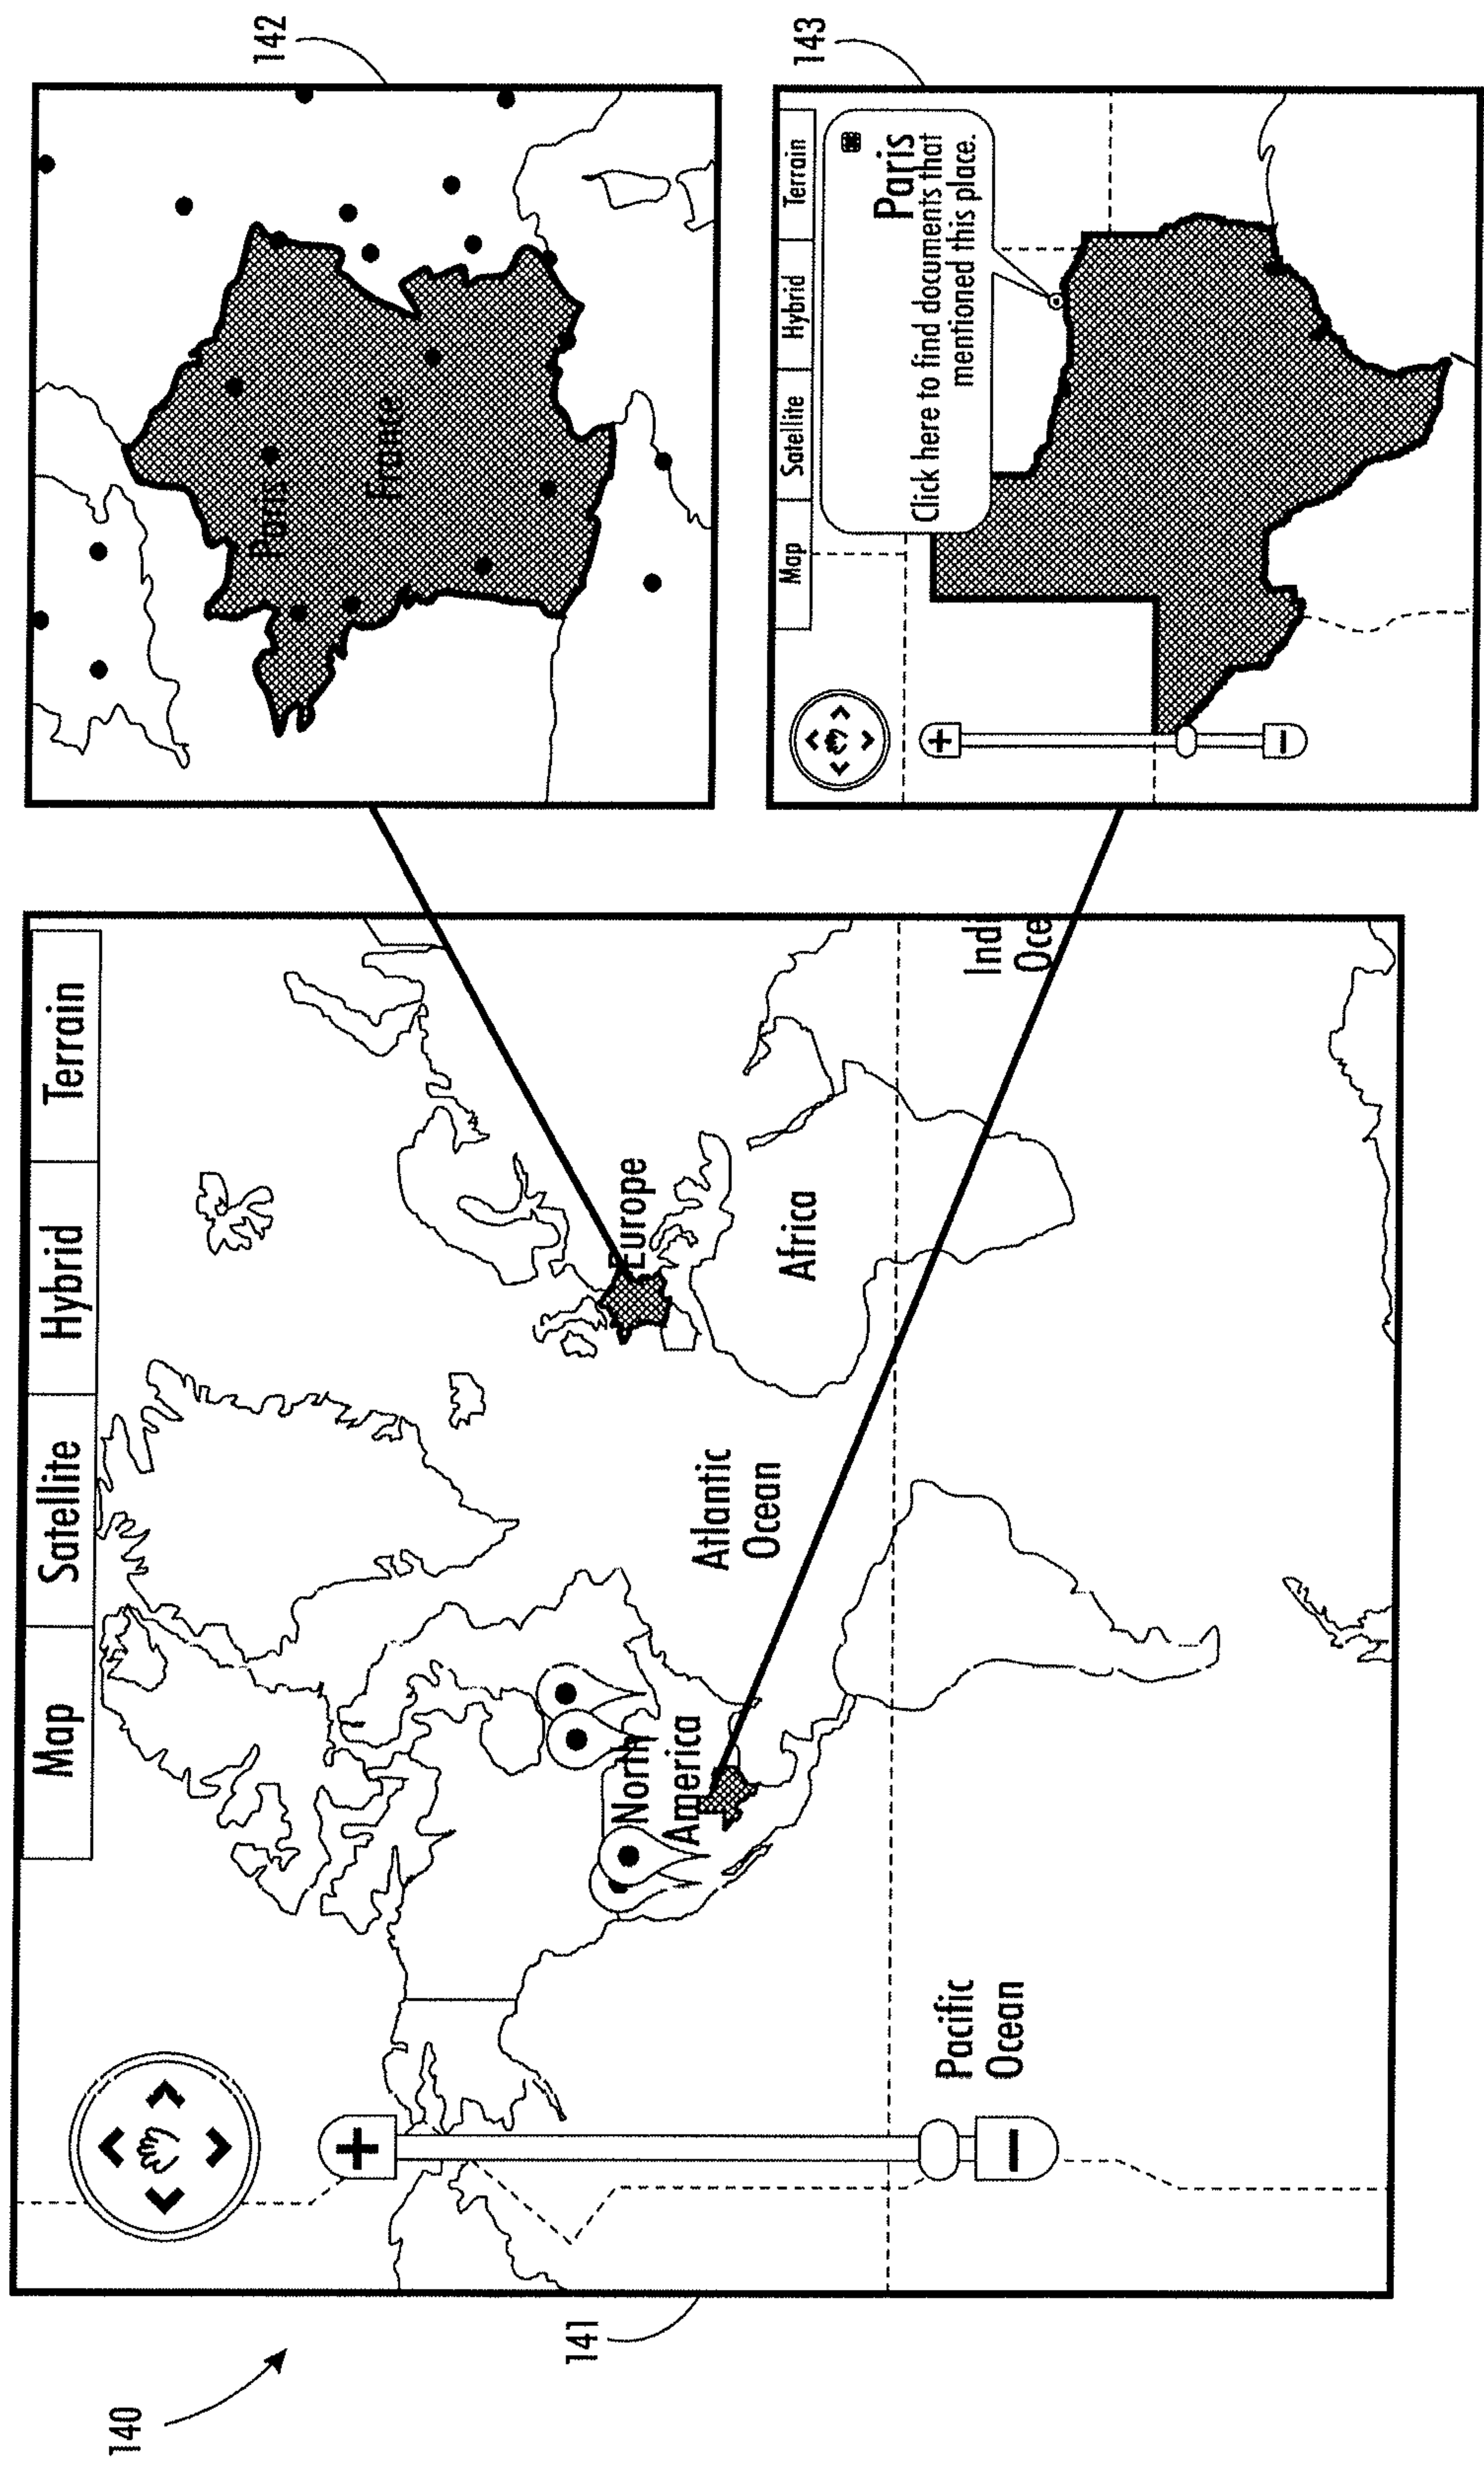 140
141
Map
Satellite
Hybrid
Terrain
North
America
Atlantic
Ocean
Europe
Africa
Pacific
Ocean
Indi
Oce
142
Paris
France
143
Map
Satellite
Hybrid
Terrain
Paris
Click here to find documents that
mentioned this place.